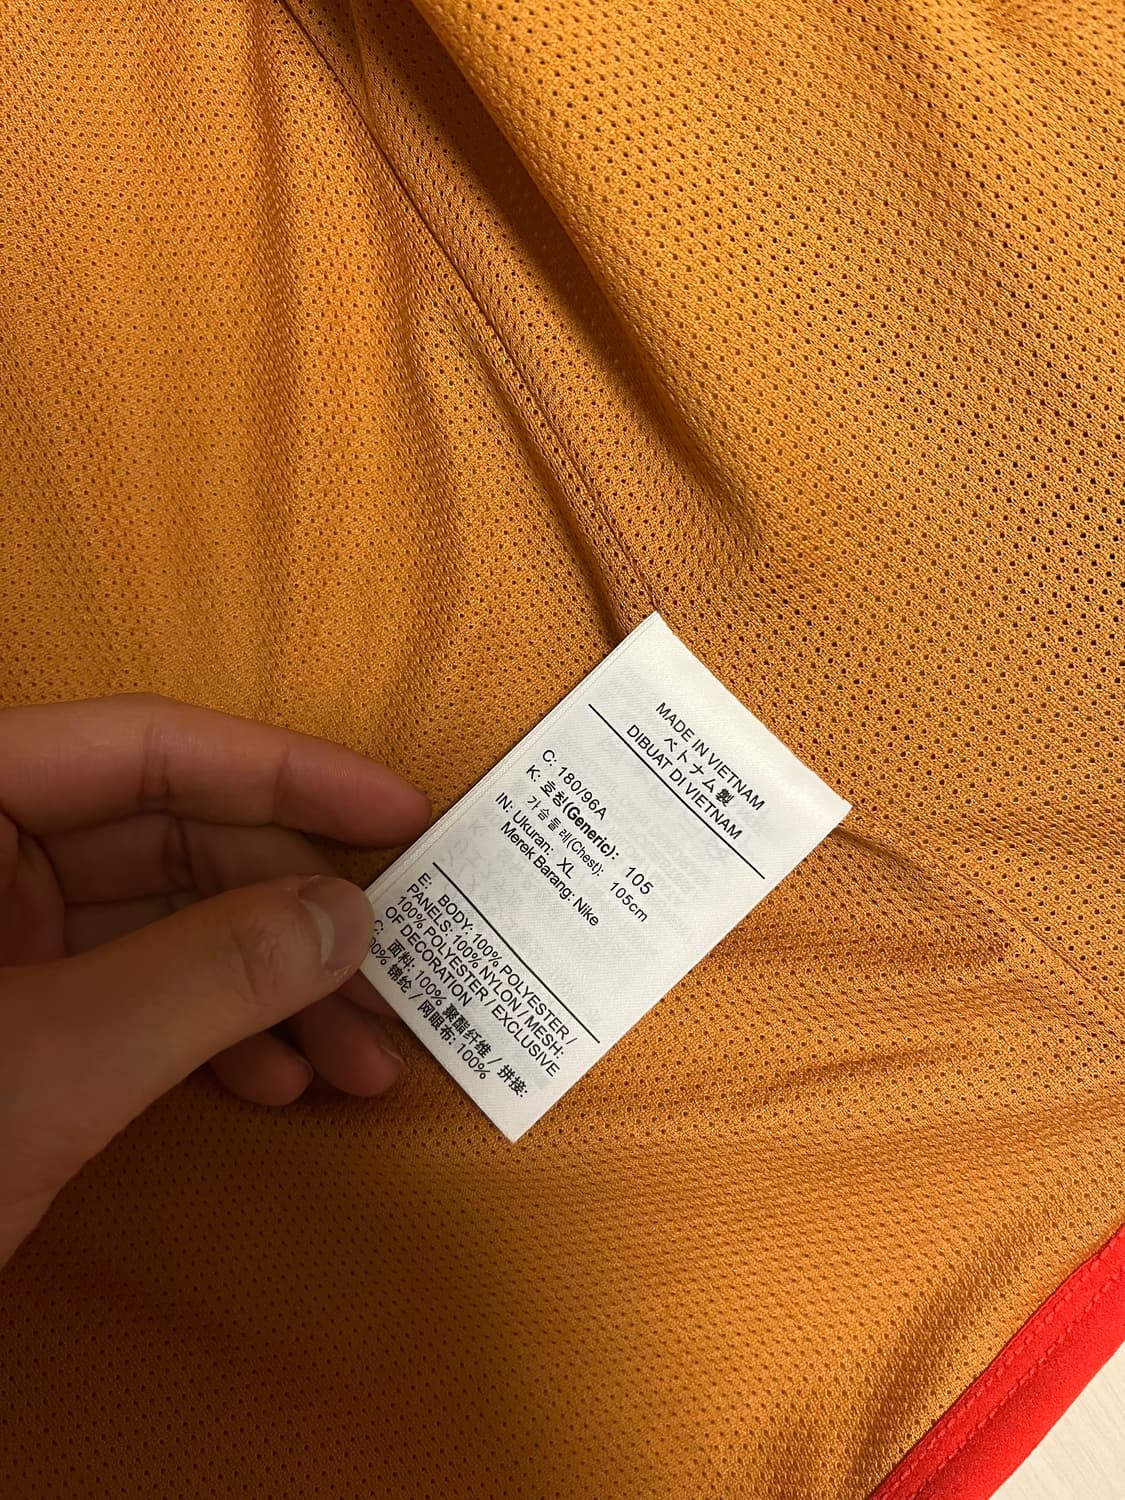 MADE IN VIETNAM
ベトナム製
DIBUAT DI VIETNAM
C: 180/96A
K: 호칭(Generic): 105
가슴둘레(Chest): 105cm
IN: Ukuran: XL
Merek Barang: Nike
E: BODY: 100% POLYESTER /
PANELS: 100% NYLON / MESH:
100% POLYESTER / EXCLUSIVE
OF DECORATION
C: 面料: 100% 聚酯纤维 / 拼接:
00% 锦纶 / 网眼布: 100%